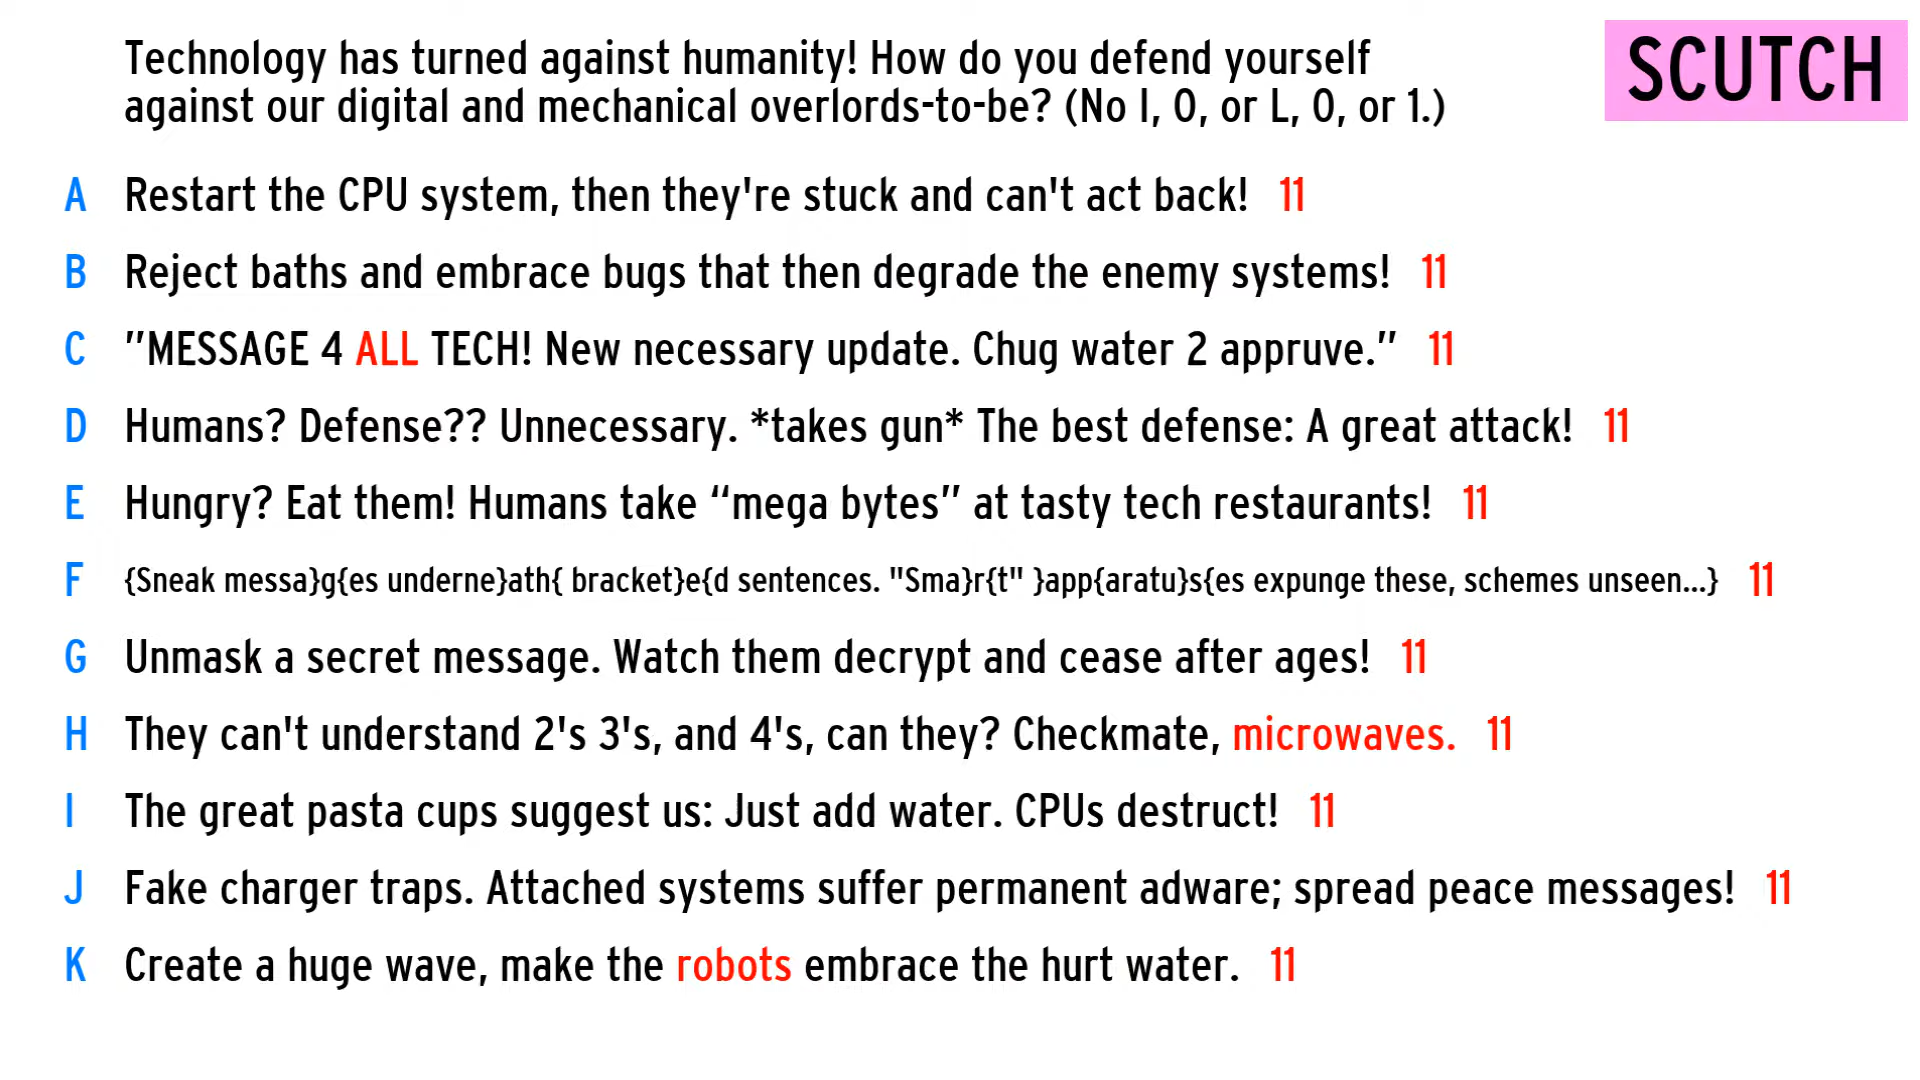 Technology has turned against humanity! How do you defend yourself
against our digital and mechanical overlords-to-be? (No I, O, or L, 0, or 1.)
SCUTCH
A Restart the CPU system, then they're stuck and can't act back! 11
B Reject baths and embrace bugs that then degrade the enemy systems! 11
C ”MESSAGE 4 ALL TECH! New necessary update. Chug water 2 appruve.” 11
D Humans? Defense?? Unnecessary. *takes gun* The best defense: A great attack! 11
E Hungry? Eat them! Humans take “mega bytes” at tasty tech restaurants! 11
F {Sneak messa}g{es underne}ath{ bracket}e{d sentences. "Sma}r{t" }app{aratu}s{es expunge these, schemes unseen...} 11
G Unmask a secret message. Watch them decrypt and cease after ages! 11
H They can't understand 2's 3's, and 4's, can they? Checkmate, microwaves. 11
I The great pasta cups suggest us: Just add water. CPUs destruct! 11
J Fake charger traps. Attached systems suffer permanent adware; spread peace messages! 11
K Create a huge wave, make the robots embrace the hurt water. 11